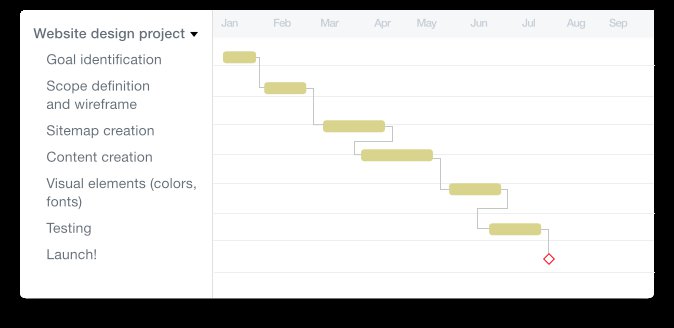 Website design project
Jan Feb Mar Apr May Jun Jul Aug Sep
Goal identification
Scope definition
and wireframe
Sitemap creation
Content creation
Visual elements (colors,
fonts)
Testing
Launch!